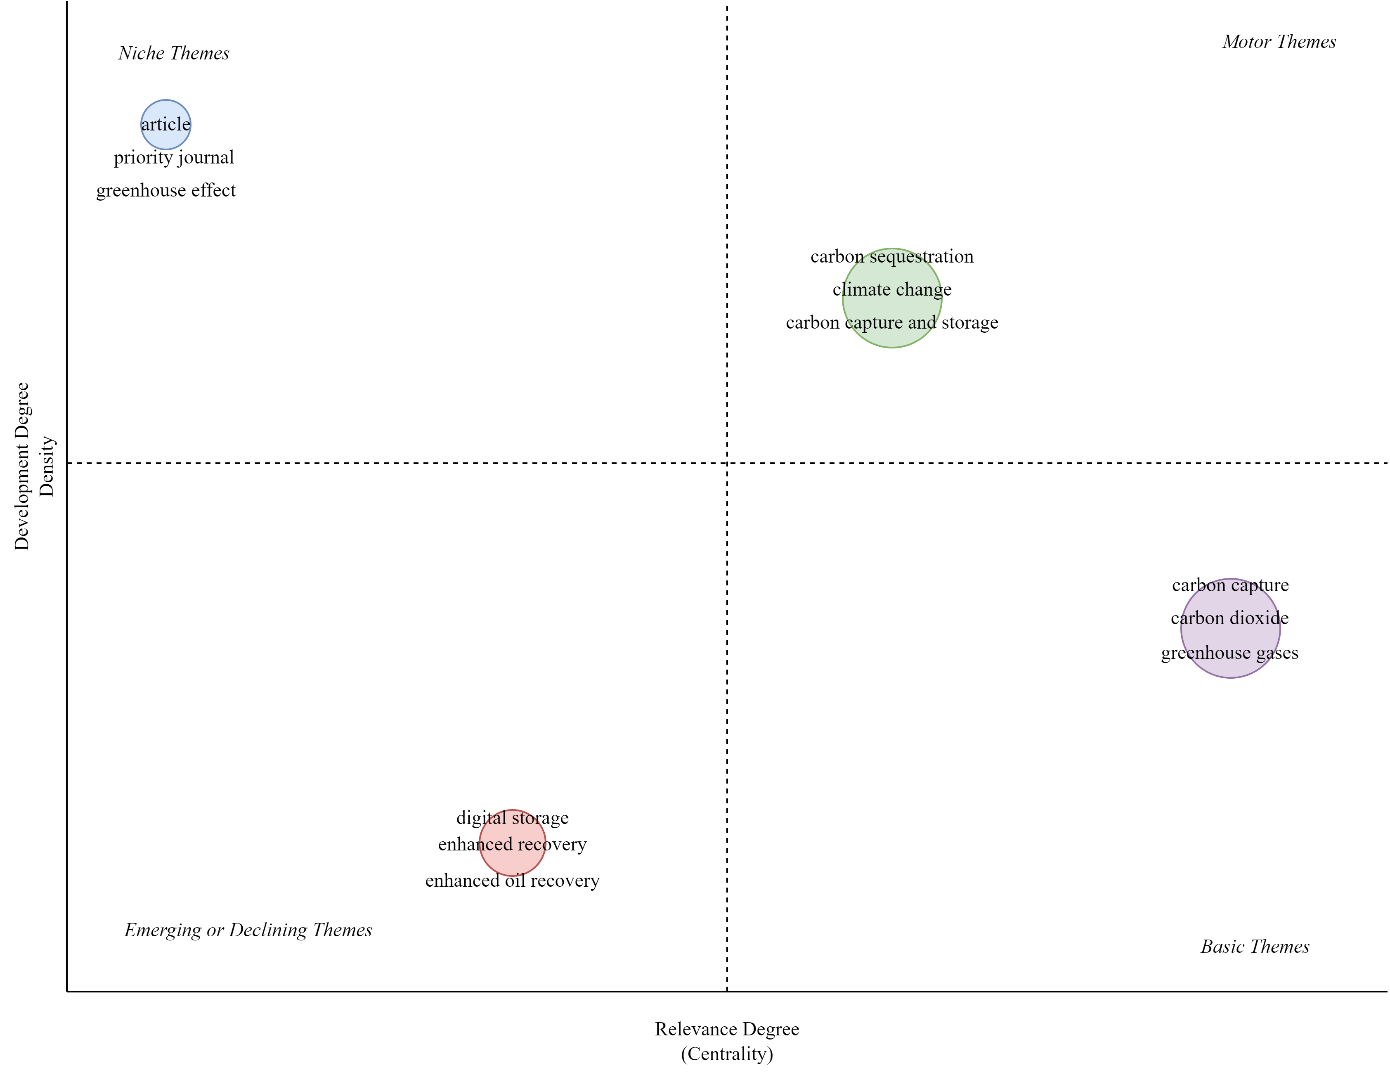 Niche Themes
Motor Themes
article
priority journal
greenhouse effect
carbon sequestration
climate change
carbon capture and storage
Development Degree
Density
carbon capture
carbon dioxide
greenhouse gases
digital storage
enhanced recovery
enhanced oil recovery
Emerging or Declining Themes
Basic Themes
Relevance Degree
(Centrality)